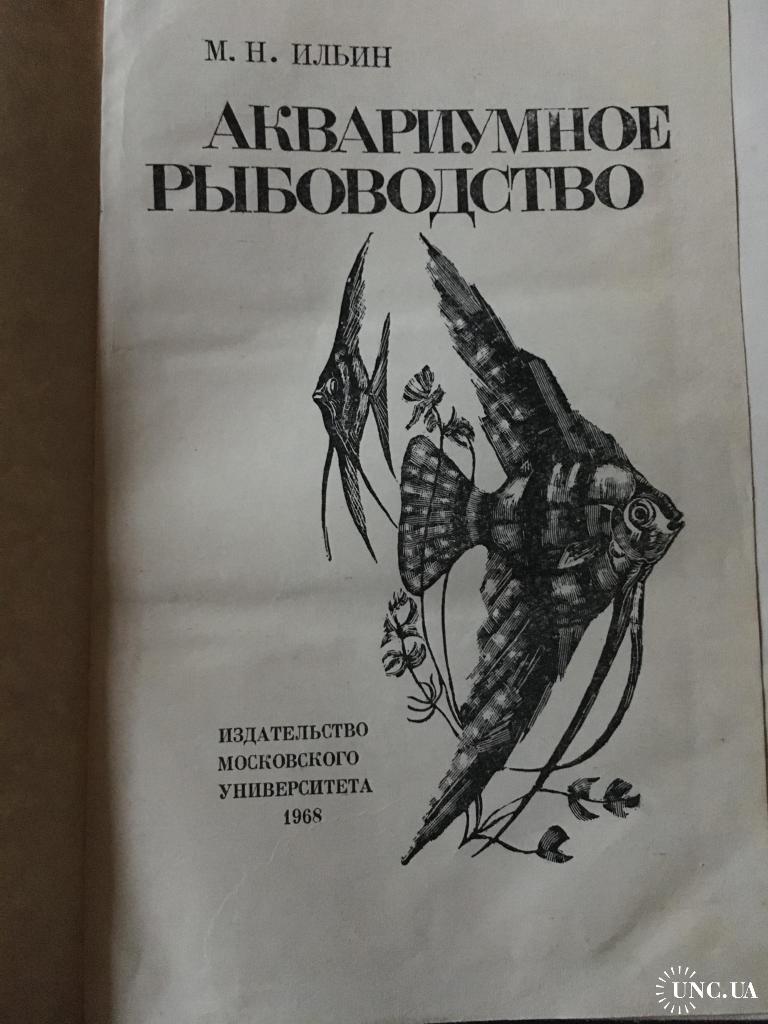 М. Н. ИЛЬИН
АКВАРИУМНОЕ
РЫБОВОДСТВО
ИЗДАТЕЛЬСТВО
МОСКОВСКОГО
УНИВЕРСИТЕТА
1968
UNC.UA